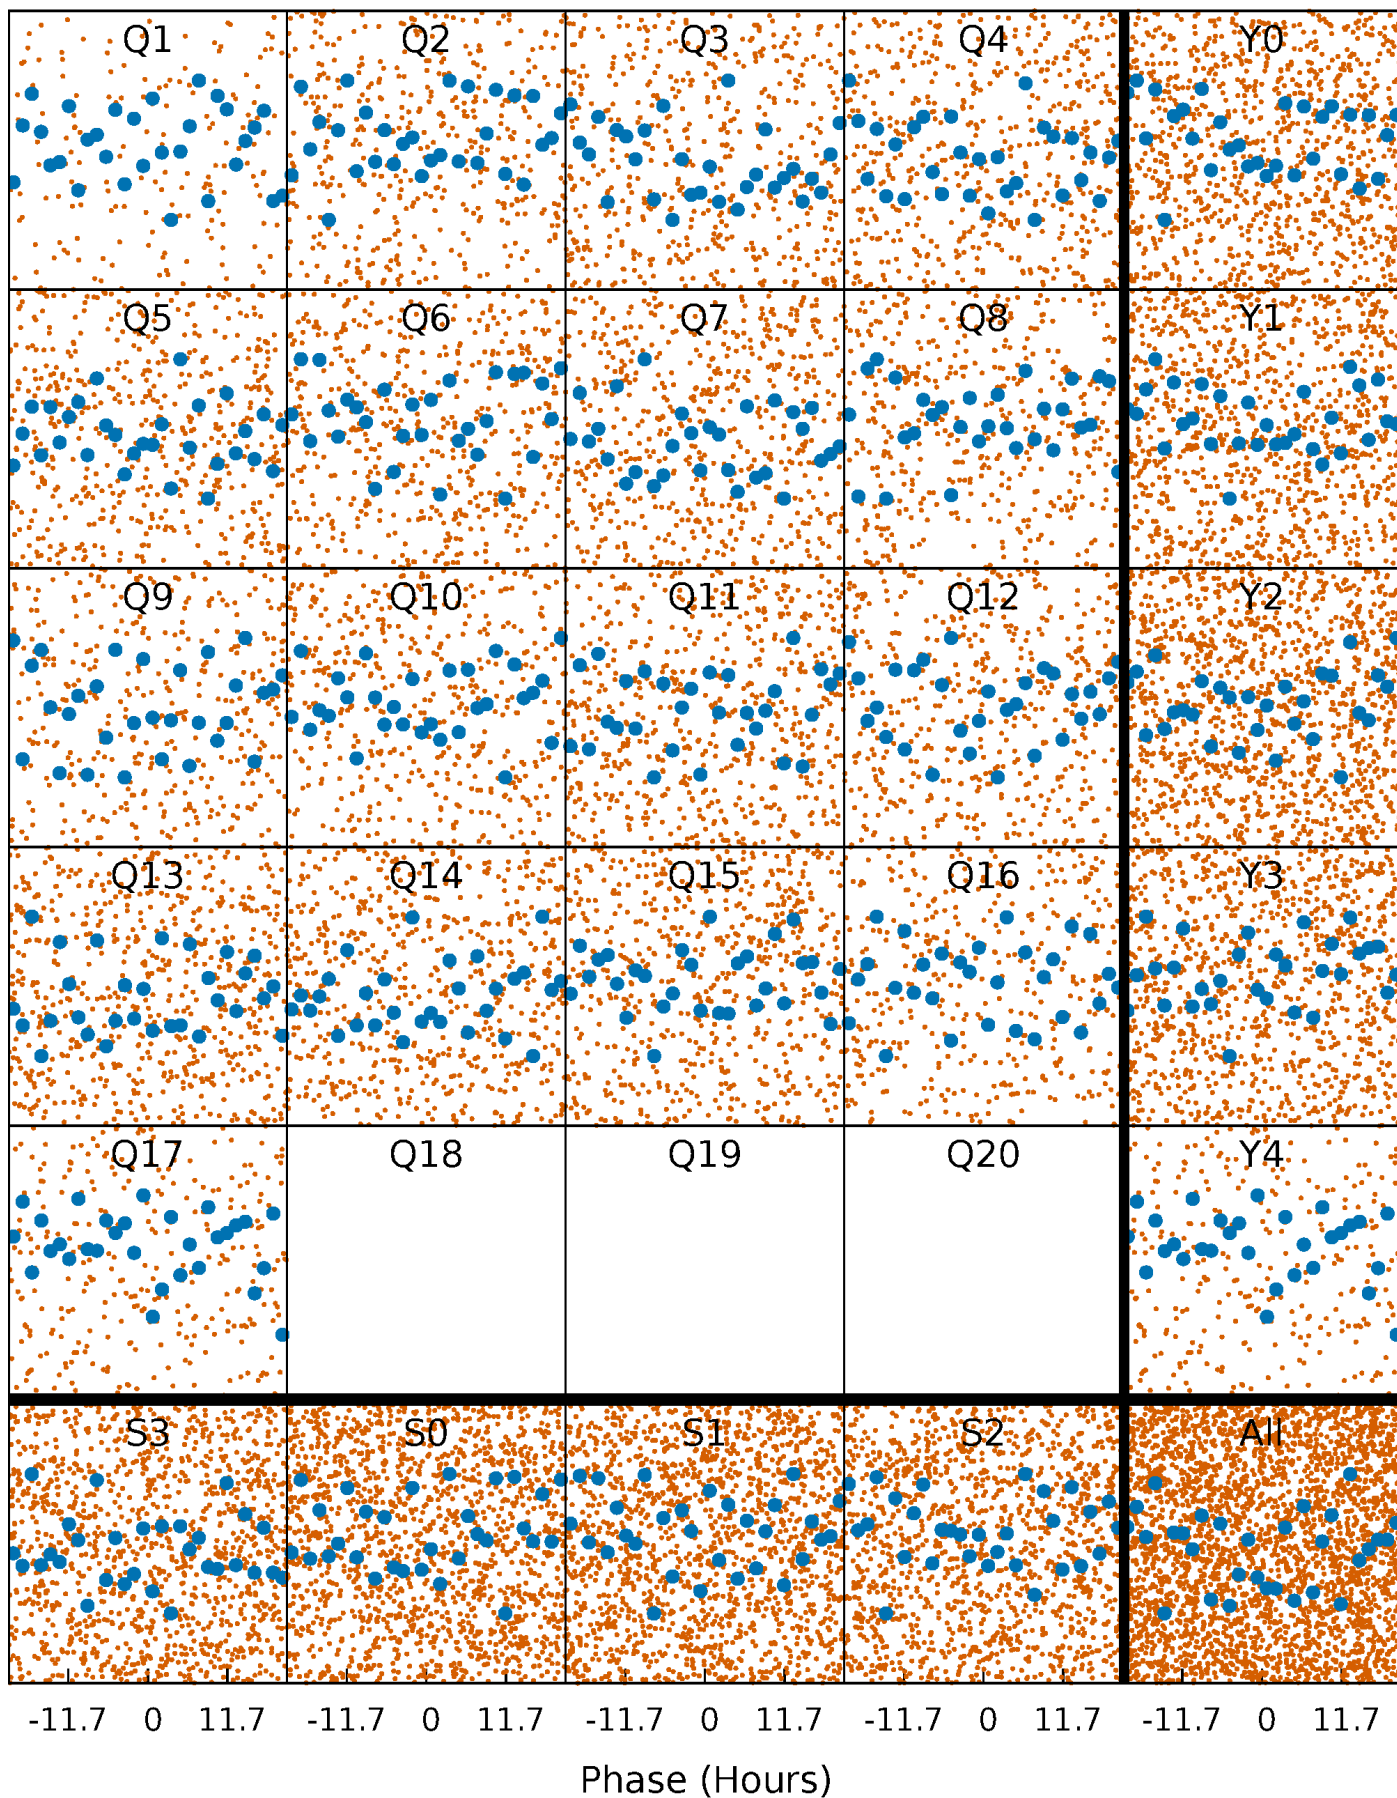 Q1 Q2 Q3 Q4 Y0
Q5 Q6 Q7 Q8 Y1
Q9 Q10 Q11 Q12 Y2
Q13 Q14 Q15 Q16 Y3
Q17 Q18 Q19 Q20 Y4
S3 S0 S1 S2 All
-11.7 0 11.7 -11.7 0 11.7 -11.7 0 11.7 -11.7 0 11.7 -11.7 0 11.7
Phase (Hours)